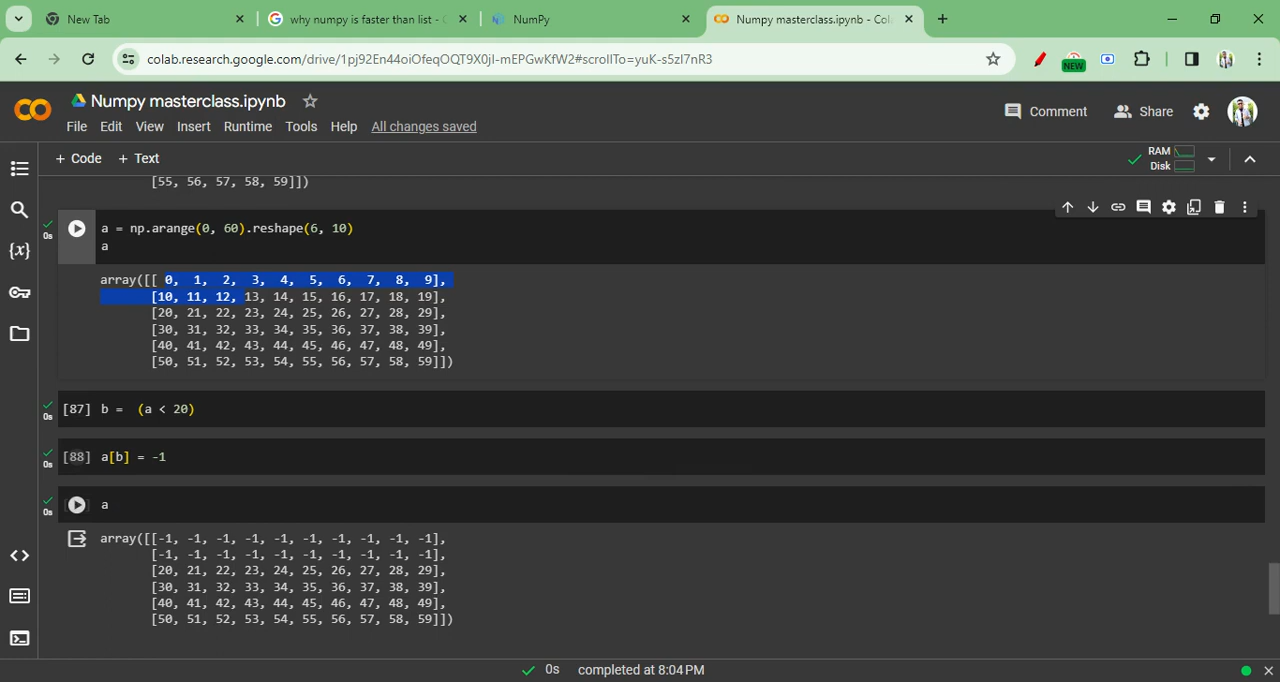 New Tab
why numpy is faster than list - G
NumPy
Numpy masterclass.ipynb - Col
colab.research.google.com/drive/1pj92En44oiOfeqOQT9X0jI-mEPGwKfW2#scrollTo=yuK-s5zI7nR3
NEW
Numpy masterclass.ipynb
Comment
Share
File Edit View Insert Runtime Tools Help All changes saved
+ Code + Text
RAM
Disk
[55, 56, 57, 58, 59]])
0s
a = np.arange(0, 60).reshape(6, 10)
a
array([[ 0, 1, 2, 3, 4, 5, 6, 7, 8, 9],
[10, 11, 12, 13, 14, 15, 16, 17, 18, 19],
[20, 21, 22, 23, 24, 25, 26, 27, 28, 29],
[30, 31, 32, 33, 34, 35, 36, 37, 38, 39],
[40, 41, 42, 43, 44, 45, 46, 47, 48, 49],
[50, 51, 52, 53, 54, 55, 56, 57, 58, 59]])
0s
[87] b = (a < 20)
0s
[88] a[b] = -1
0s
a
array([[-1, -1, -1, -1, -1, -1, -1, -1, -1, -1],
[-1, -1, -1, -1, -1, -1, -1, -1, -1, -1],
[20, 21, 22, 23, 24, 25, 26, 27, 28, 29],
[30, 31, 32, 33, 34, 35, 36, 37, 38, 39],
[40, 41, 42, 43, 44, 45, 46, 47, 48, 49],
[50, 51, 52, 53, 54, 55, 56, 57, 58, 59]])
0s completed at 8:04 PM